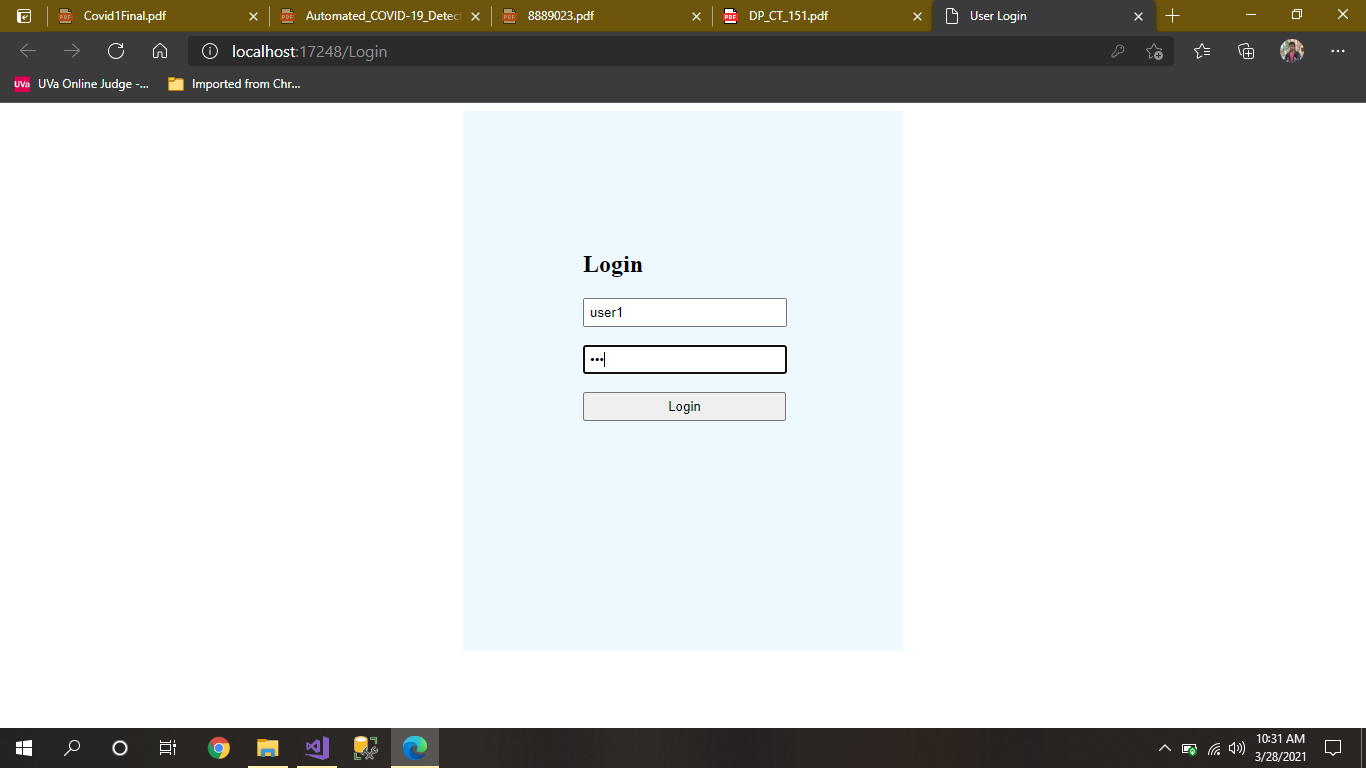 Covid1Final.pdf
Automated_COVID-19_Detect
8889023.pdf
DP_CT_151.pdf
User Login
localhost:17248/Login
UVa
UVa Online Judge -...
Imported from Chr...
Login
user1
•••
Login
10:31 AM
3/28/2021